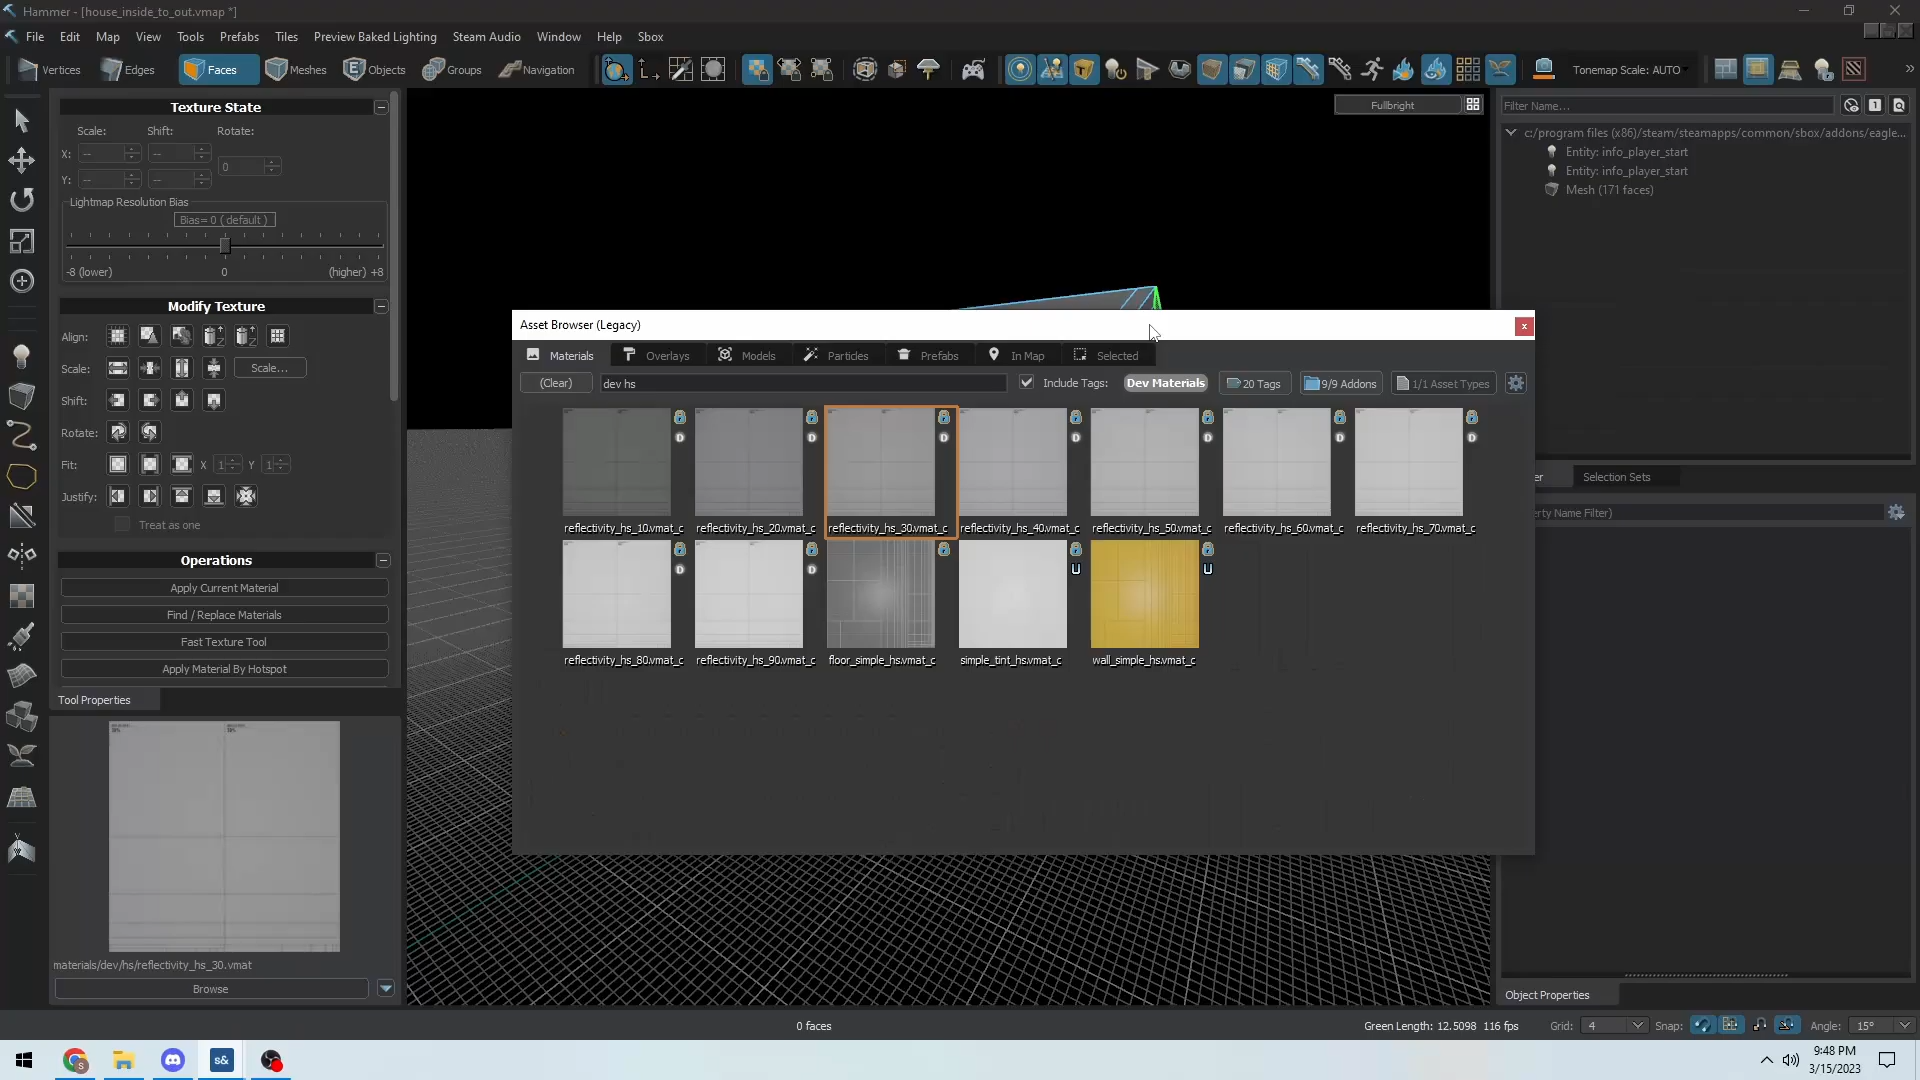 Hammer - [house_inside_to_out.vmap *]
File Edit Map View Tools Prefabs Tiles Preview Baked Lighting Steam Audio Window Help Sbox
Vertices Edges Faces Meshes Objects Groups Navigation Tonemap Scale: AUTO
Texture State
Scale: Shift: Rotate:
X: -- -- 0
Y: -- --
Lightmap Resolution Bias
Bias= 0 ( default )
-8 (lower) 0 (higher) +8
Modify Texture
Align:
Scale: Scale...
Shift:
Rotate:
Fit: X 1 Y 1
Justify:
Treat as one
Operations
Apply Current Material
Find / Replace Materials
Fast Texture Tool
Apply Material By Hotspot
Tool Properties
materials/dev/hs/reflectivity_hs_30.vmat
Browse
Fullbright
Asset Browser (Legacy)
Materials Overlays Models Particles Prefabs In Map Selected
(Clear) dev hs Include Tags: Dev Materials 20 Tags 9/9 Addons 1/1 Asset Types
reflectivity_hs_10.vmat_c reflectivity_hs_20.vmat_c reflectivity_hs_30.vmat_c reflectivity_hs_40.vmat_c reflectivity_hs_50.vmat_c reflectivity_hs_60.vmat_c reflectivity_hs_70.vmat_c
reflectivity_hs_80.vmat_c reflectivity_hs_90.vmat_c floor_simple_hs.vmat_c simple_tint_hs.vmat_c wall_simple_hs.vmat_c
Filter Name...
c:/program files (x86)/steam/steamapps/common/sbox/addons/eagle...
Entity: info_player_start
Entity: info_player_start
Mesh (171 faces)
er Selection Sets
erty Name Filter)
Object Properties
0 faces Green Length: 12.5098 116 fps Grid: 4 Snap: Angle: 15°
s& 9:48 PM
3/15/2023